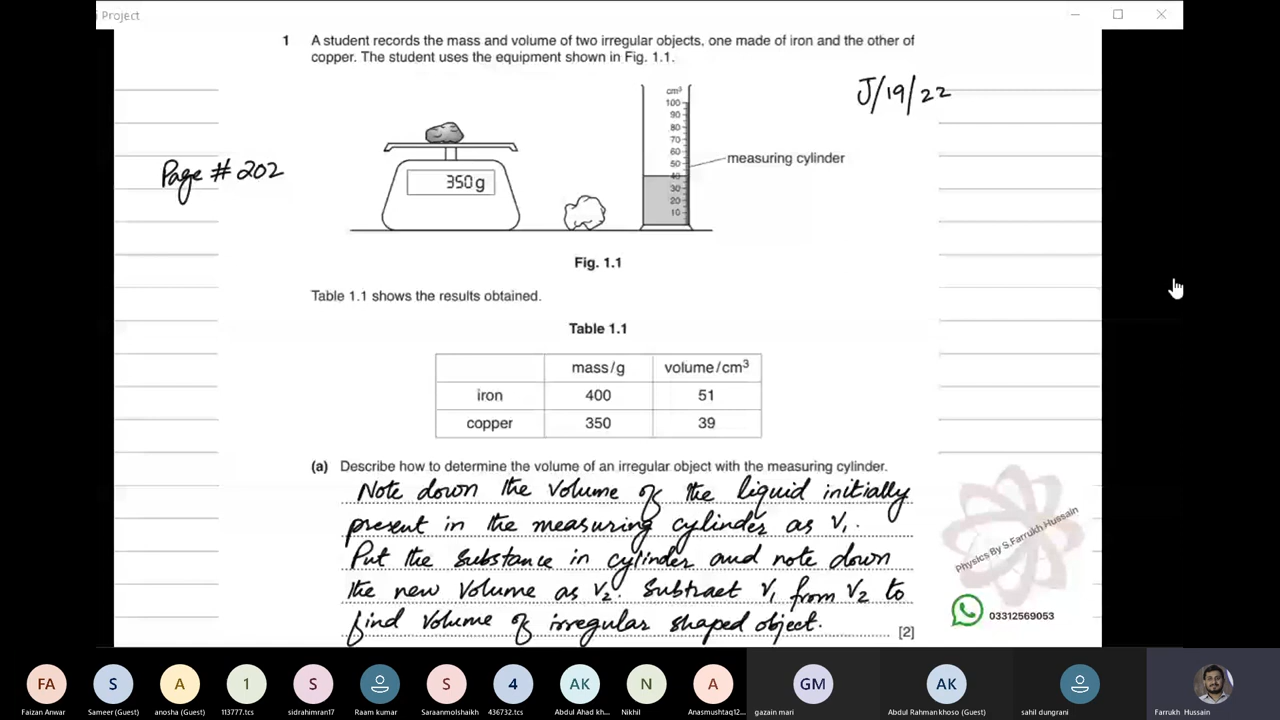 Project
1 A student records the mass and volume of two irregular objects, one made of iron and the other of
copper. The student uses the equipment shown in Fig. 1.1.
J/19/22
Page # 202
350g
cm³
100
90
80
70
60
50
40
30
20
10
measuring cylinder
Fig. 1.1
Table 1.1 shows the results obtained.
Table 1.1
mass/g volume/cm³
iron 400 51
copper 350 39
(a) Describe how to determine the volume of an irregular object with the measuring cylinder.
Note down the volume of the liquid initially
present in the measuring cylinder as V₁.
Put the substance in cylinder and note down
the new volume as V₂. Subtract V₁ from V₂ to
find volume of irregular shaped object.
[2]
Physics By S.Farrukh Hussain
03312569053
FA S A 1 S S 4 AK N A GM AK
Faizan Anwar Sameer (Guest) anosha (Guest) 113777.tcs sidrahimran17 Raam kumar Saraanmolshaikh 436732.tcs Abdul Ahad kh... Nikhil Anasmushtaq12... gazain mari Abdul Rahman khoso (Guest) sahil dungrani Farrukh Hussain